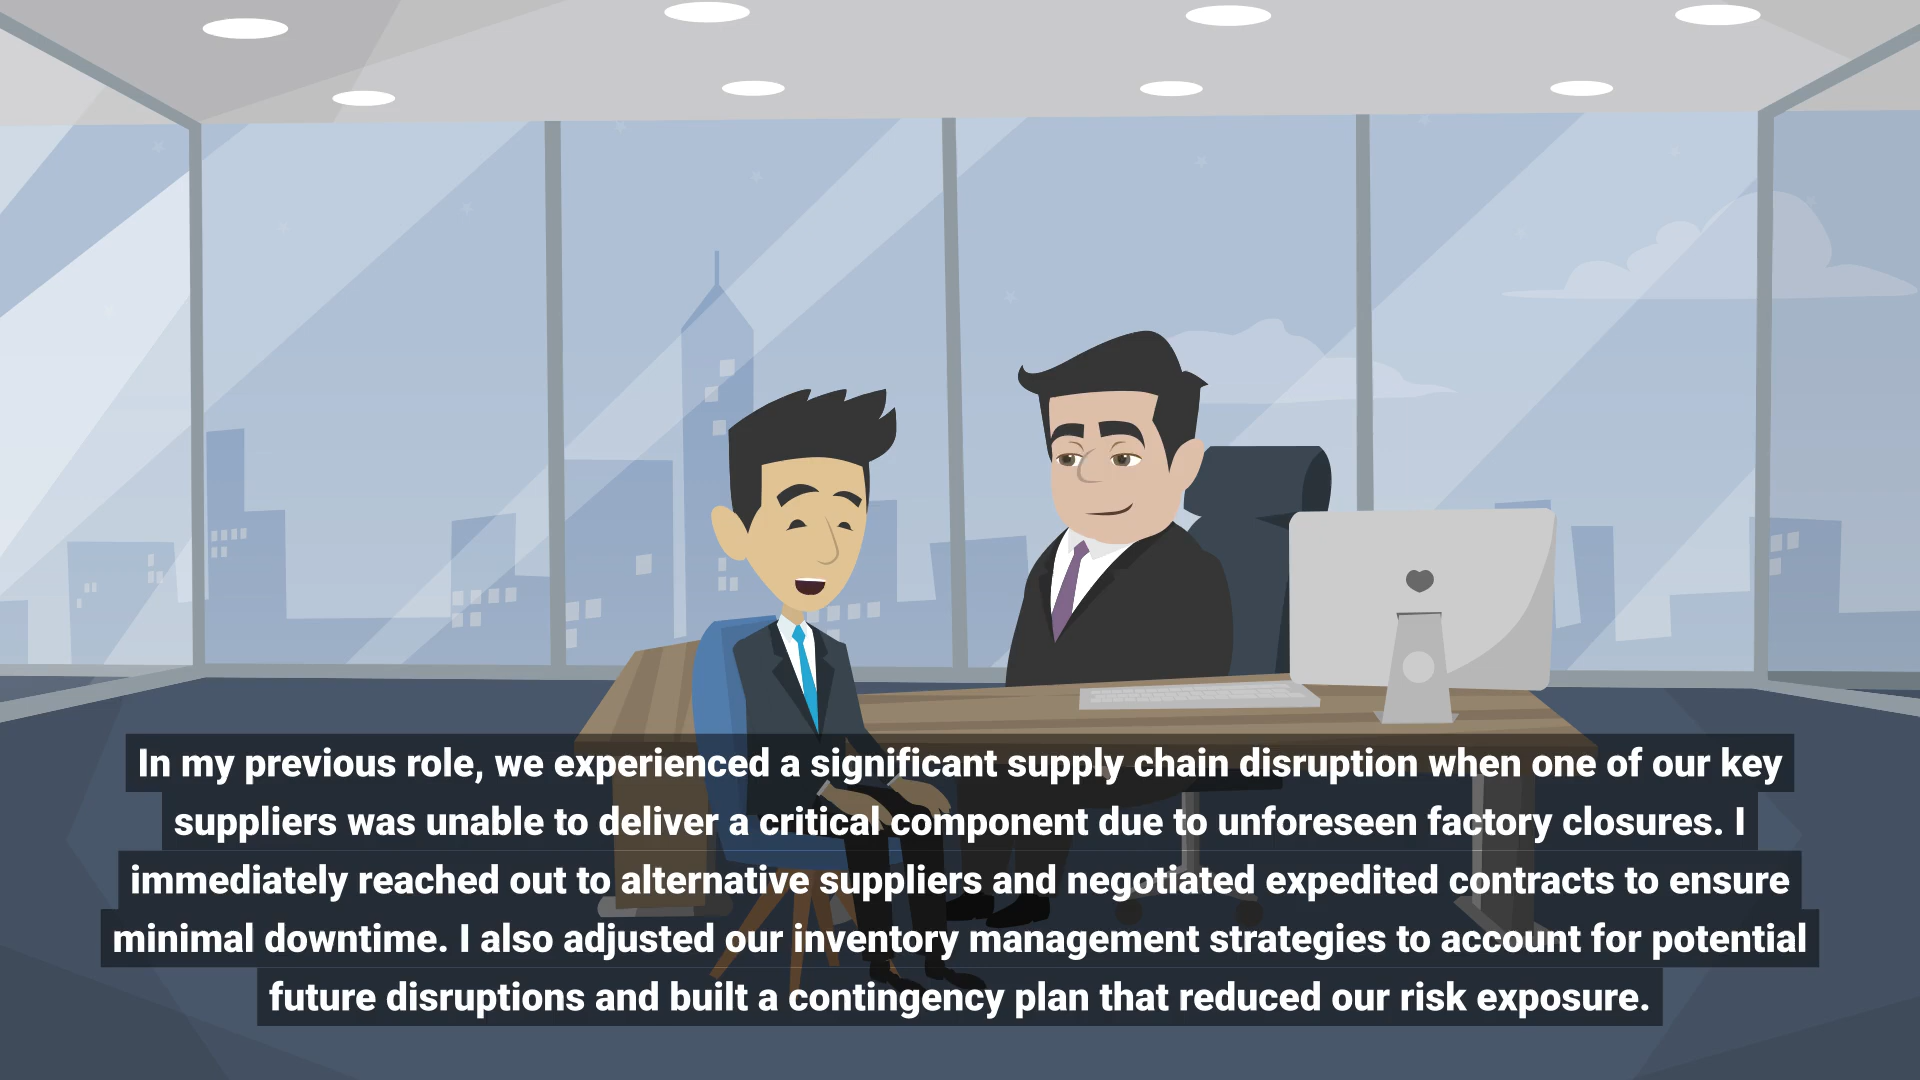 In my previous role, we experienced a significant supply chain disruption when one of our key
suppliers was unable to deliver a critical component due to unforeseen factory closures. I
immediately reached out to alternative suppliers and negotiated expedited contracts to ensure
minimal downtime. I also adjusted our inventory management strategies to account for potential
future disruptions and built a contingency plan that reduced our risk exposure.